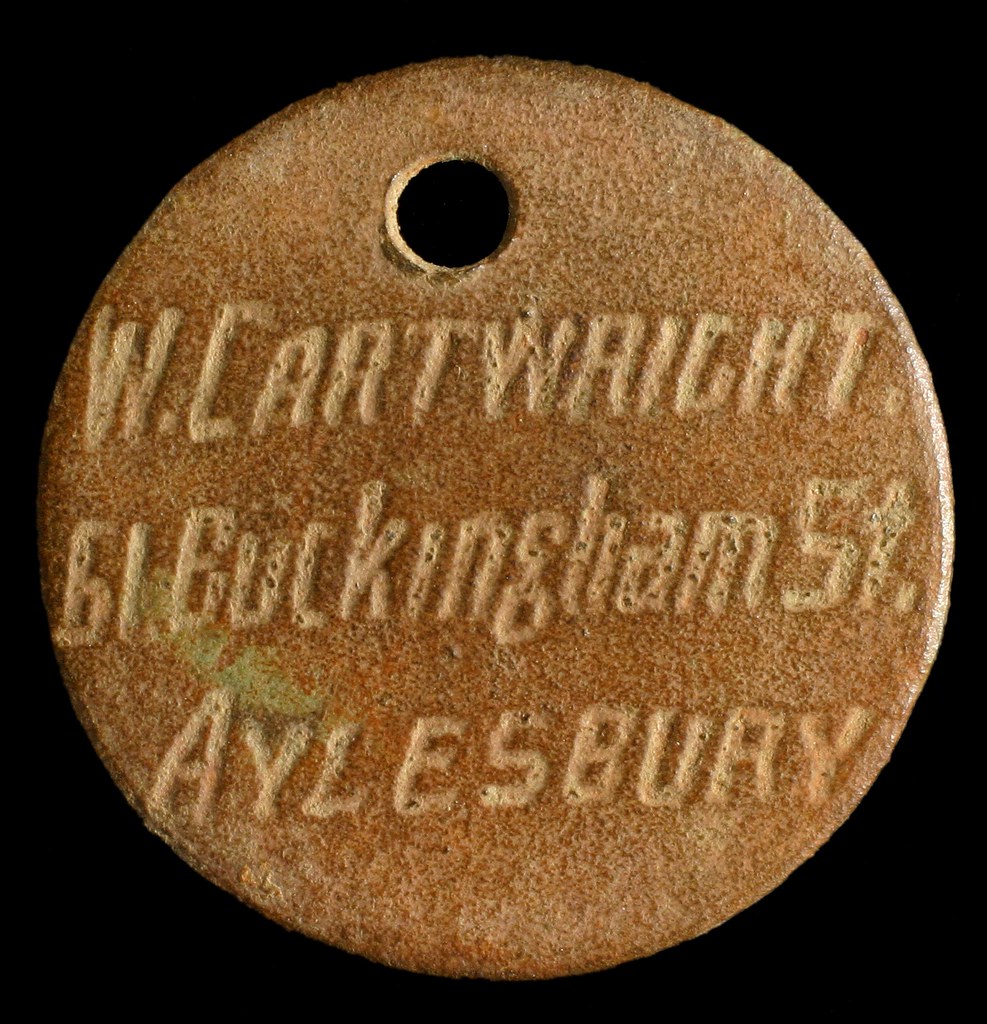 W. CARTWRIGHT.
61. Buckingham St.
AYLESBURY